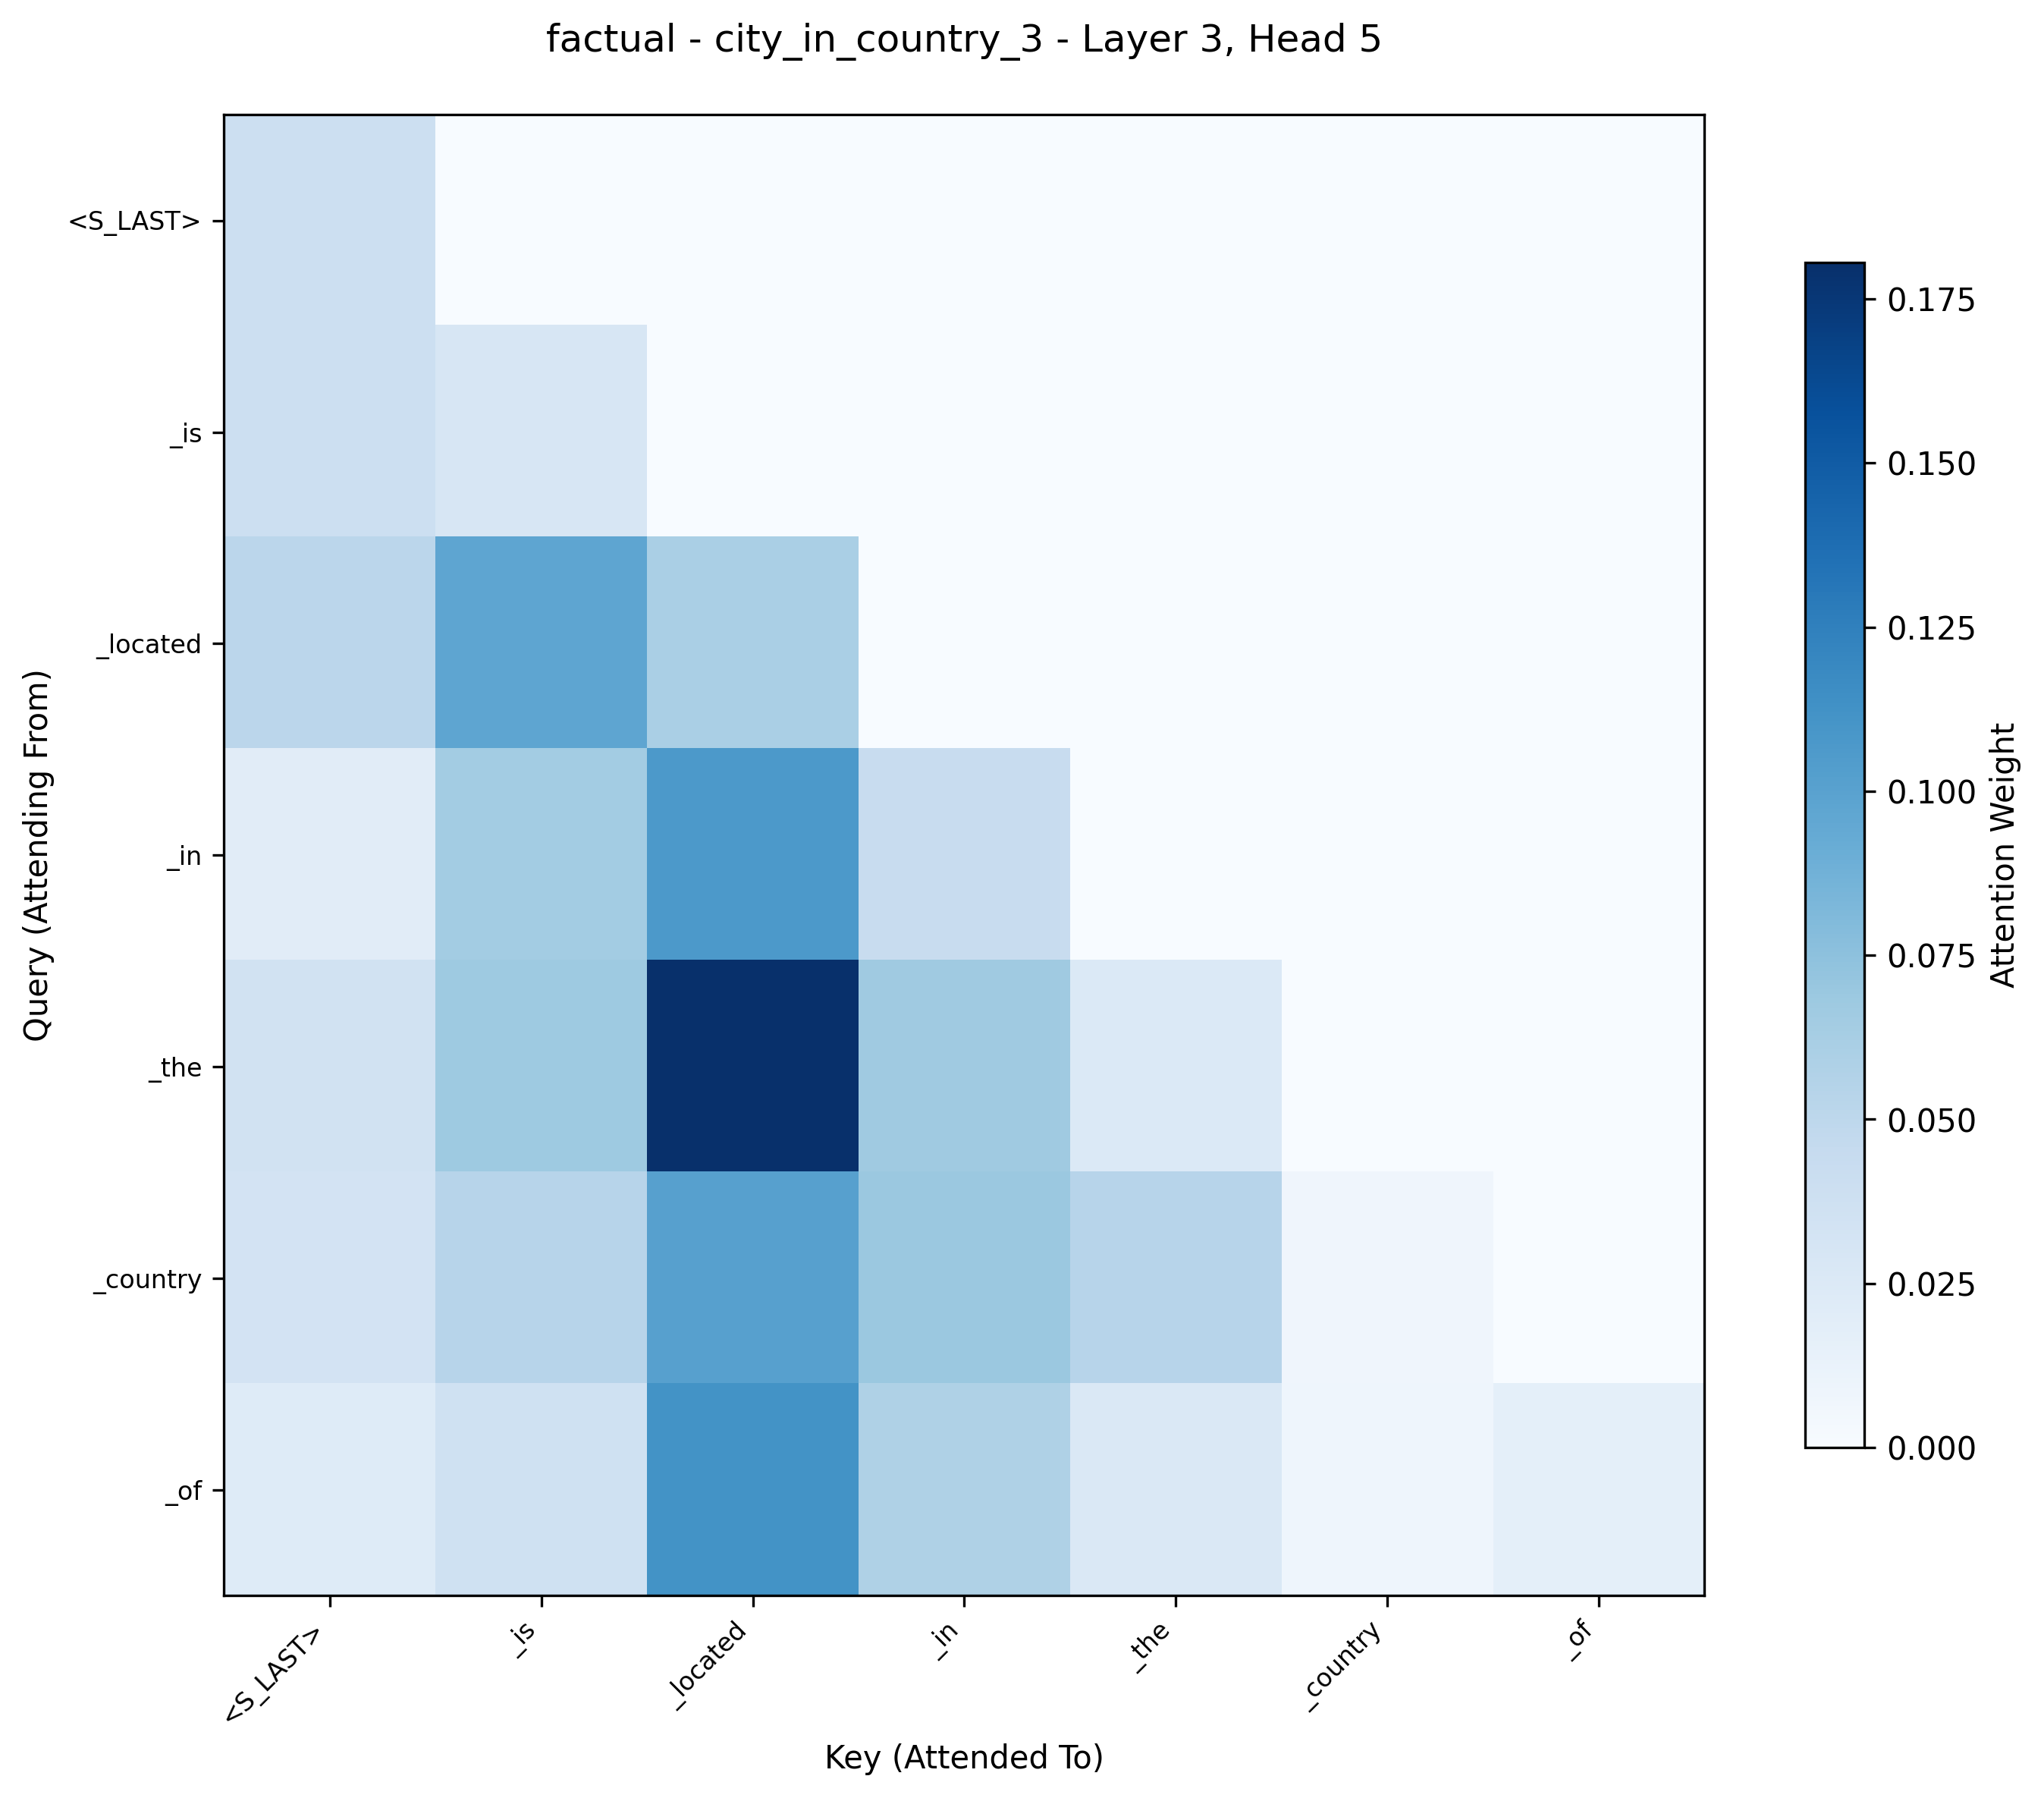 factual - city_in_country_3 - Layer 3, Head 5
Query (Attending From)
<S_LAST>
_is
_located
_in
_the
_country
_of
<S_LAST>
_is
_located
_in
_the
_country
_of
Key (Attended To)
0.175
0.150
0.125
0.100
0.075
0.050
0.025
0.000
Attention Weight